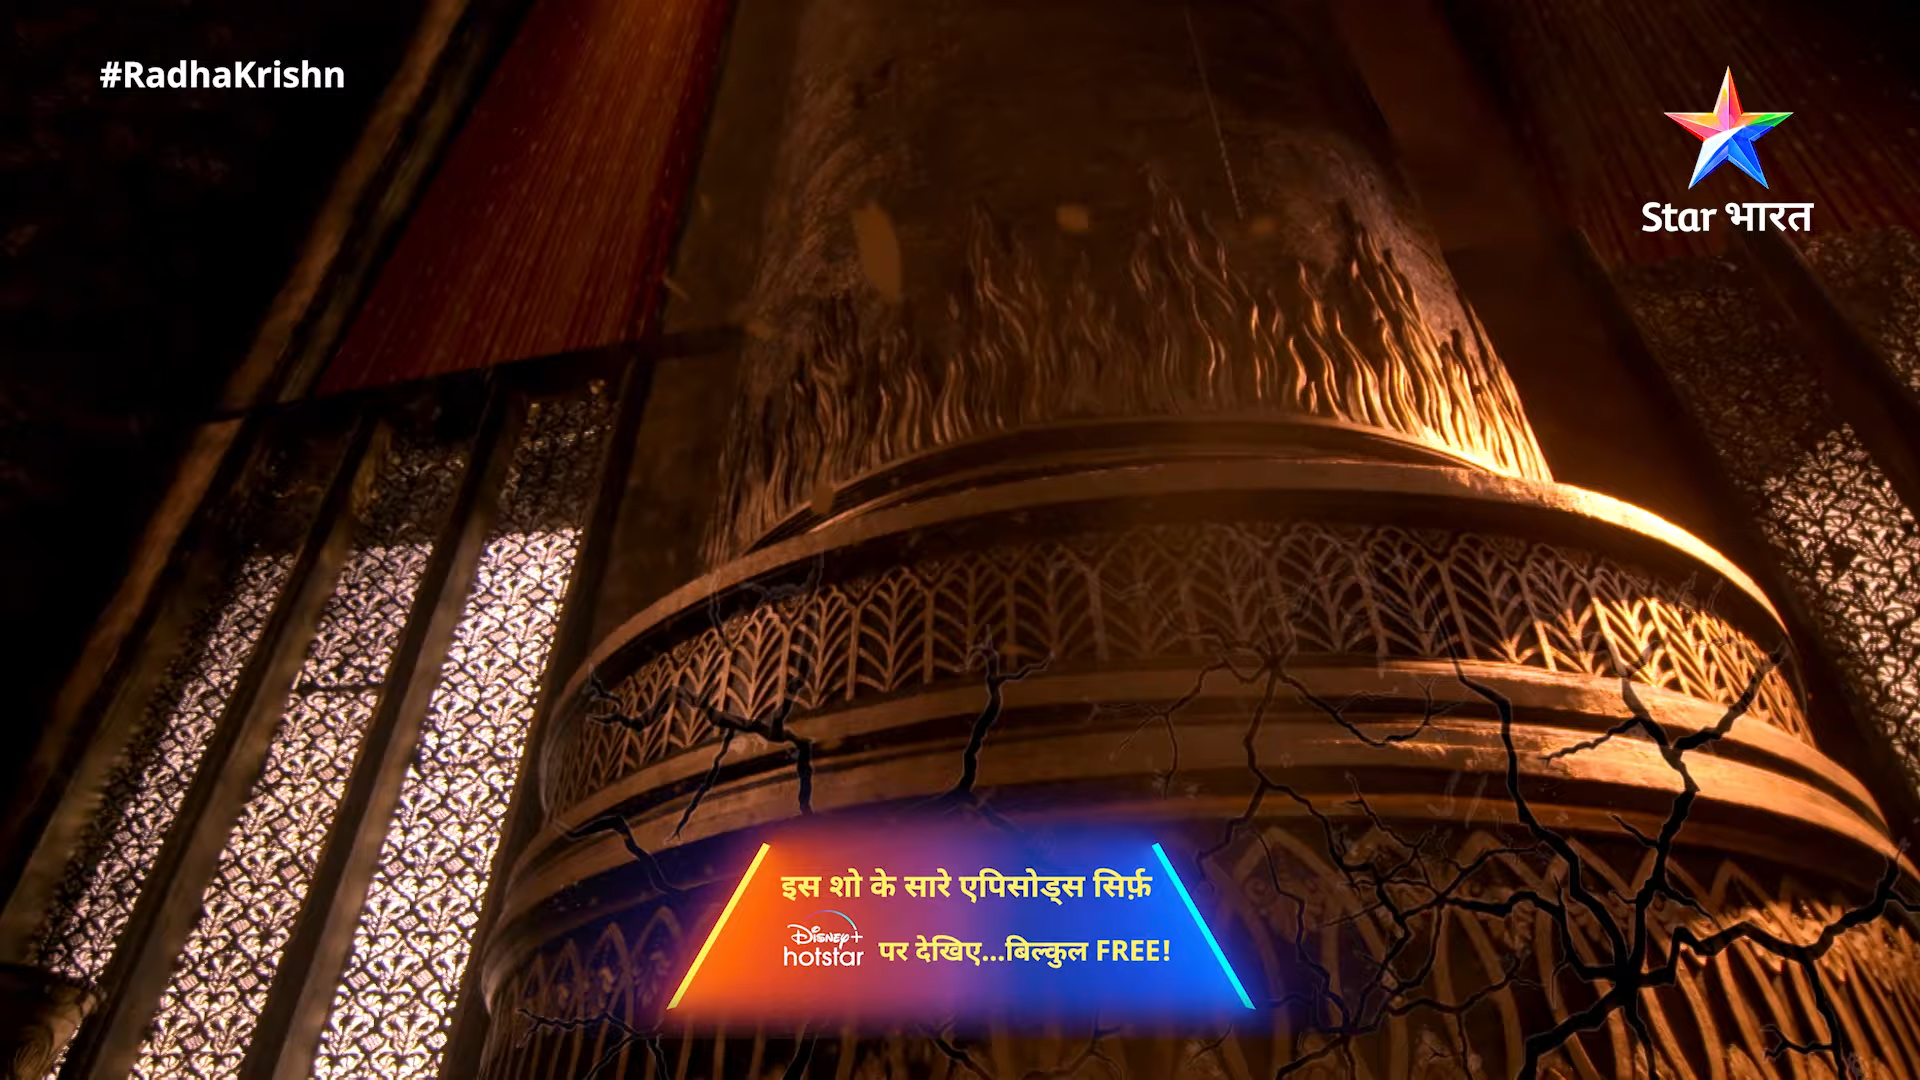 #RadhaKrishn
Star भारत
इस शो के सारे एपिसोड्स सिर्फ़
Disney+ hotstar पर देखिए...बिल्कुल FREE!